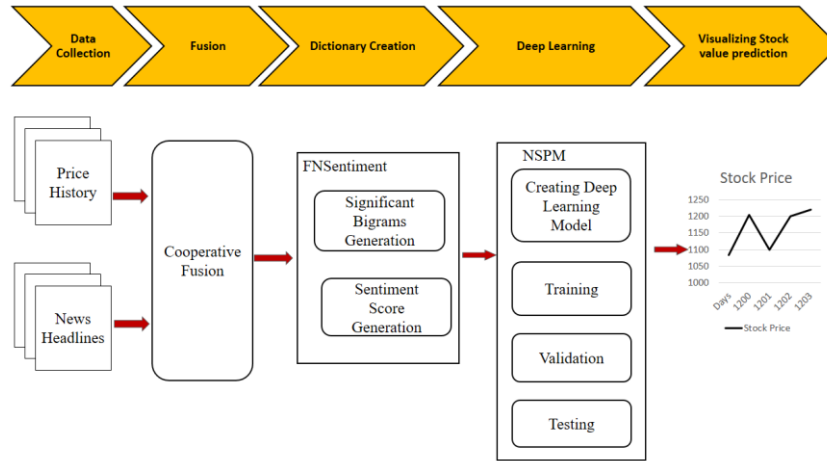 Data
Collection
Fusion
Dictionary Creation
Deep Learning
Visualizing Stock
value prediction
Price
History
News
Headlines
Cooperative
Fusion
FNSentiment
Significant
Bigrams
Generation
Sentiment
Score
Generation
NSPM
Creating Deep
Learning
Model
Training
Validation
Testing
Stock Price
1250
1200
1150
1100
1050
1000
Days
1200
1201
1202
1203
Stock Price